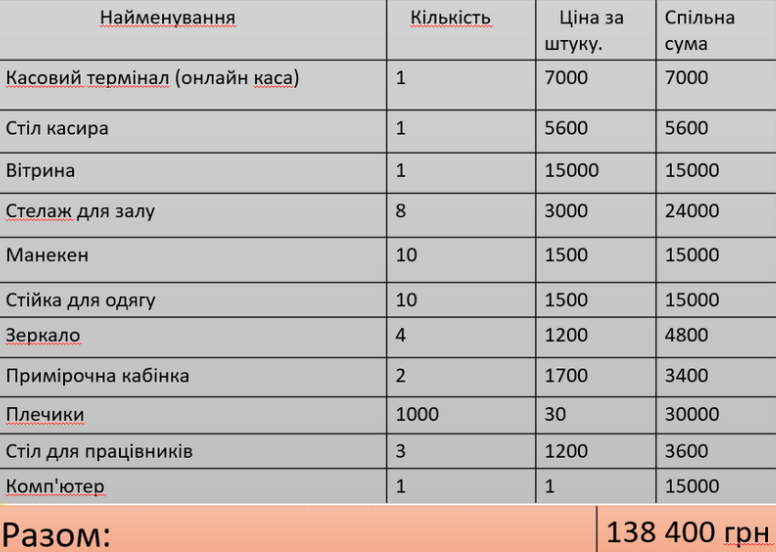 Найменування Кількість Ціна за штуку. Спільна сума
Касовий термінал (онлайн каса) 1 7000 7000
Стіл касира 1 5600 5600
Вітрина 1 15000 15000
Стелаж для залу 8 3000 24000
Манекен 10 1500 15000
Стійка для одягу 10 1500 15000
Зеркало 4 1200 4800
Примірочна кабінка 2 1700 3400
Плечики 1000 30 30000
Стіл для працівників 3 1200 3600
Комп'ютер 1 1 15000
Разом: 138 400 грн